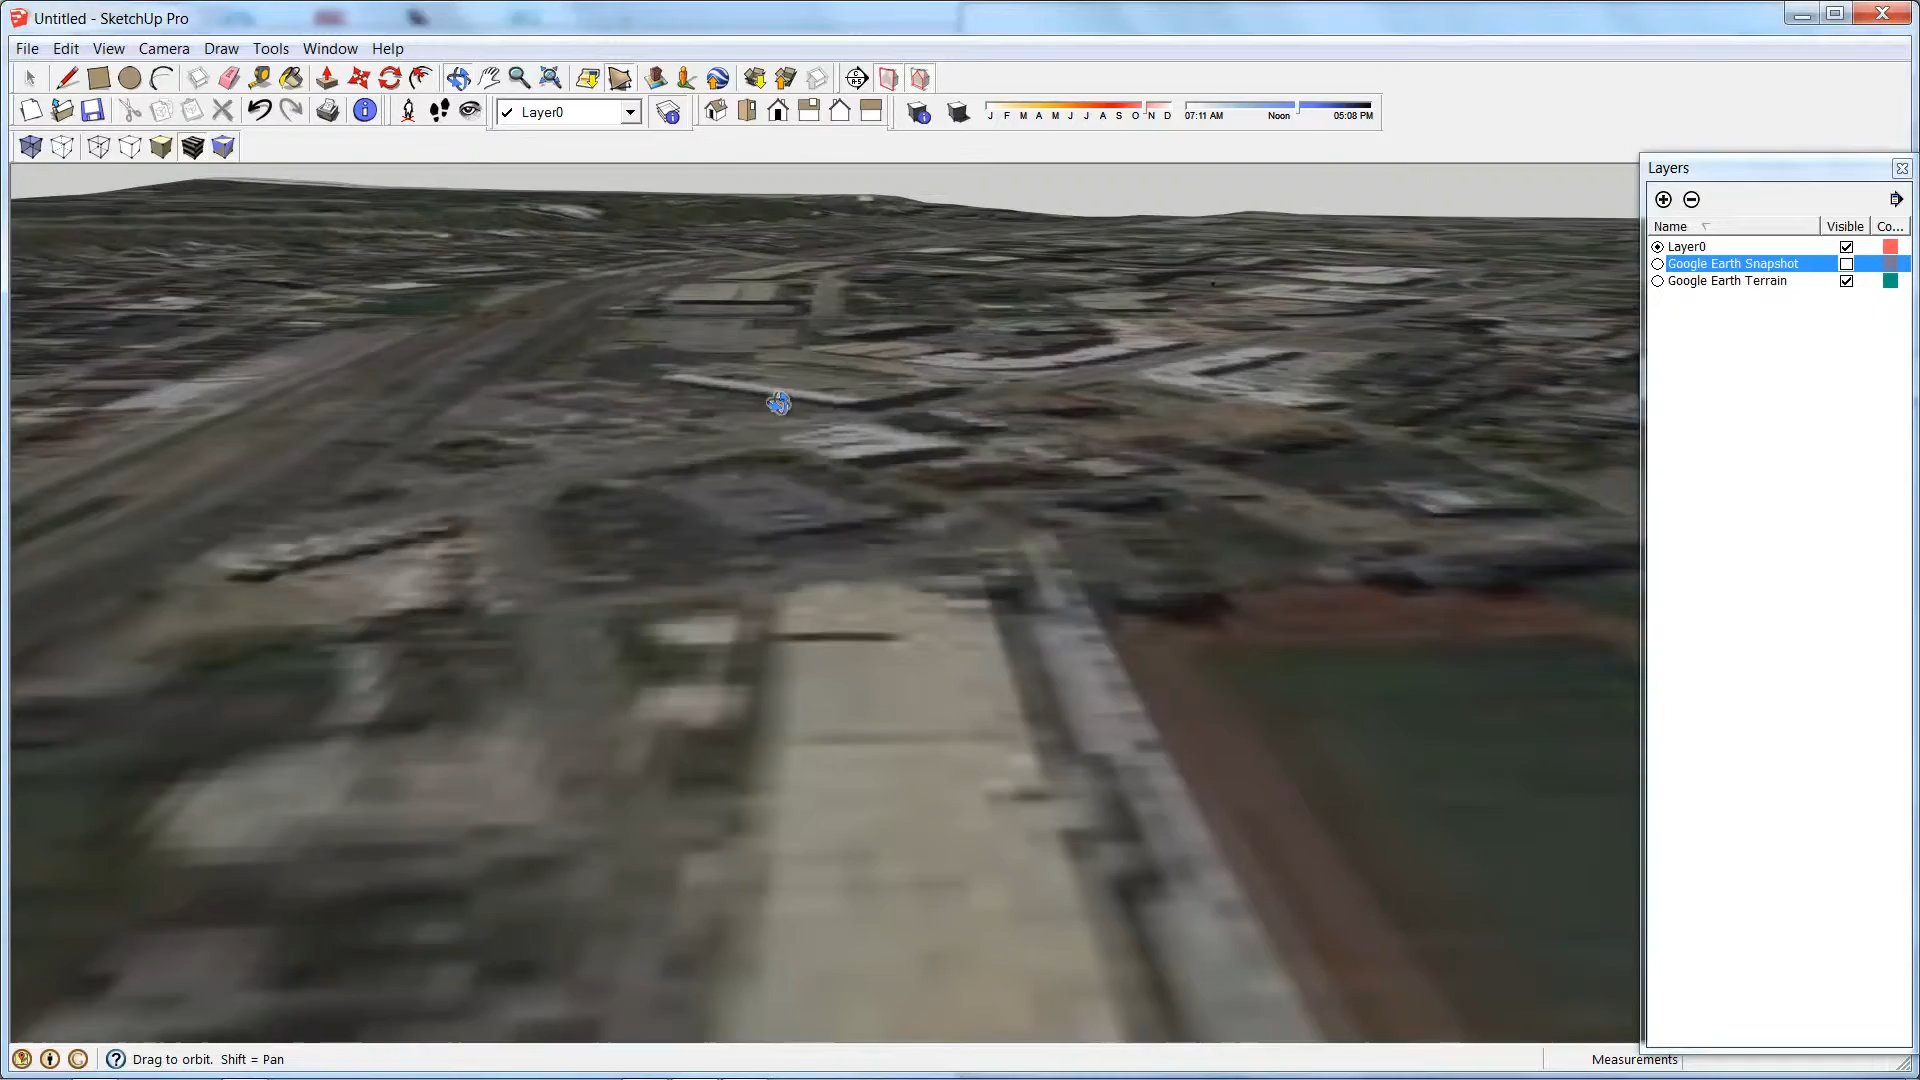 Untitled - SketchUp Pro
File Edit View Camera Draw Tools Window Help
Layer0
J F M A M J J A S O N D
07:11 AM Noon 05:08 PM
Layers
Name Visible Co...
Layer0
Google Earth Snapshot
Google Earth Terrain
Drag to orbit. Shift = Pan
Measurements